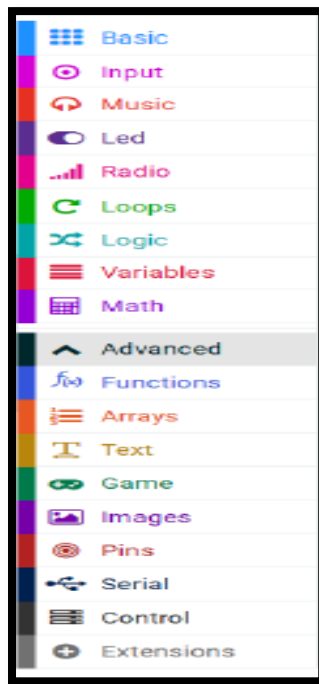 Basic
Input
Music
Led
Radio
Loops
Logic
Variables
Math
Advanced
f(x) Functions
Arrays
Text
Game
Images
Pins
Serial
Control
Extensions